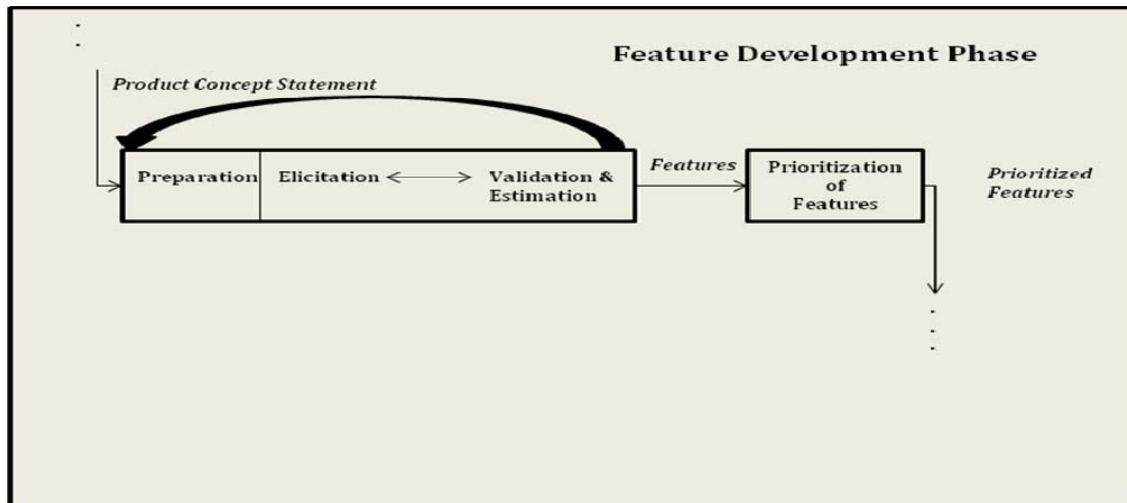 Feature Development Phase
Product Concept Statement
Preparation
Elicitation
Validation &
Estimation
Features
Prioritization
of
Features
Prioritized
Features